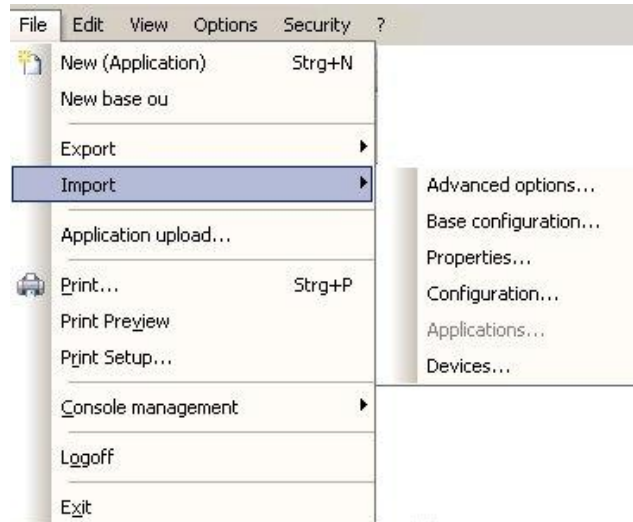 File Edit View Options Security ?
New (Application) Strg+N
New base ou
Export
Import
Advanced options...
Base configuration...
Properties...
Configuration...
Applications...
Devices...
Application upload...
Print... Strg+P
Print Preview
Print Setup...
Console management
Logoff
Exit